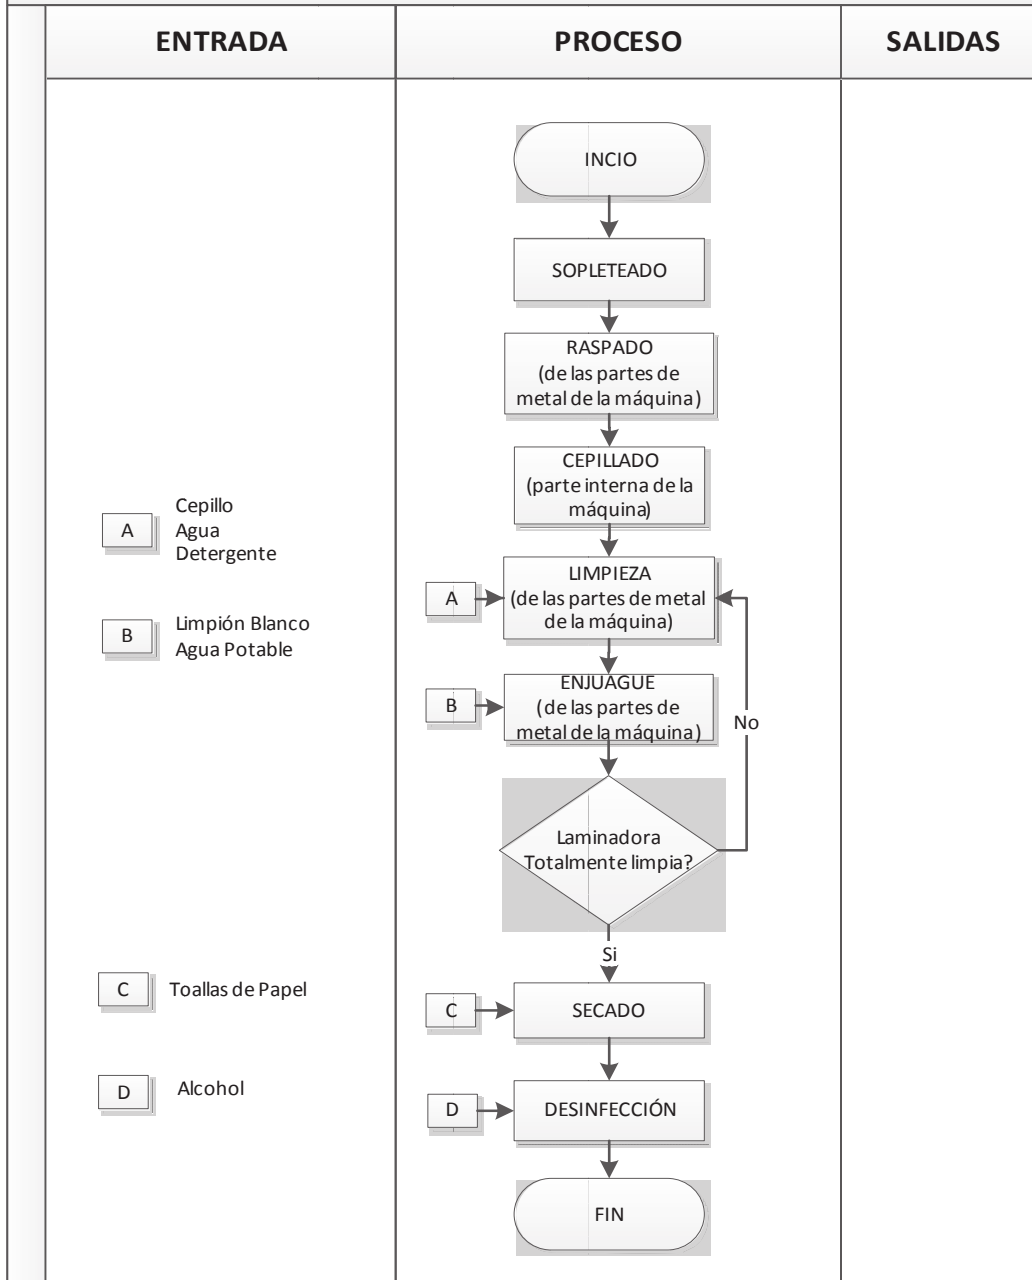 ENTRADA
PROCESO
SALIDAS
INCIO
SOPLETEADO
RASPADO
(de las partes de
metal de la máquina)
CEPILLADO
(parte interna de la
máquina)
A
Cepillo
Agua
Detergente
A
LIMPIEZA
(de las partes de metal
de la máquina)
B
Limpión Blanco
Agua Potable
B
ENJUAGUE
(de las partes de
metal de la máquina)
No
Laminadora
Totalmente limpia?
Si
C
Toallas de Papel
C
SECADO
D
Alcohol
D
DESINFECCIÓN
FIN